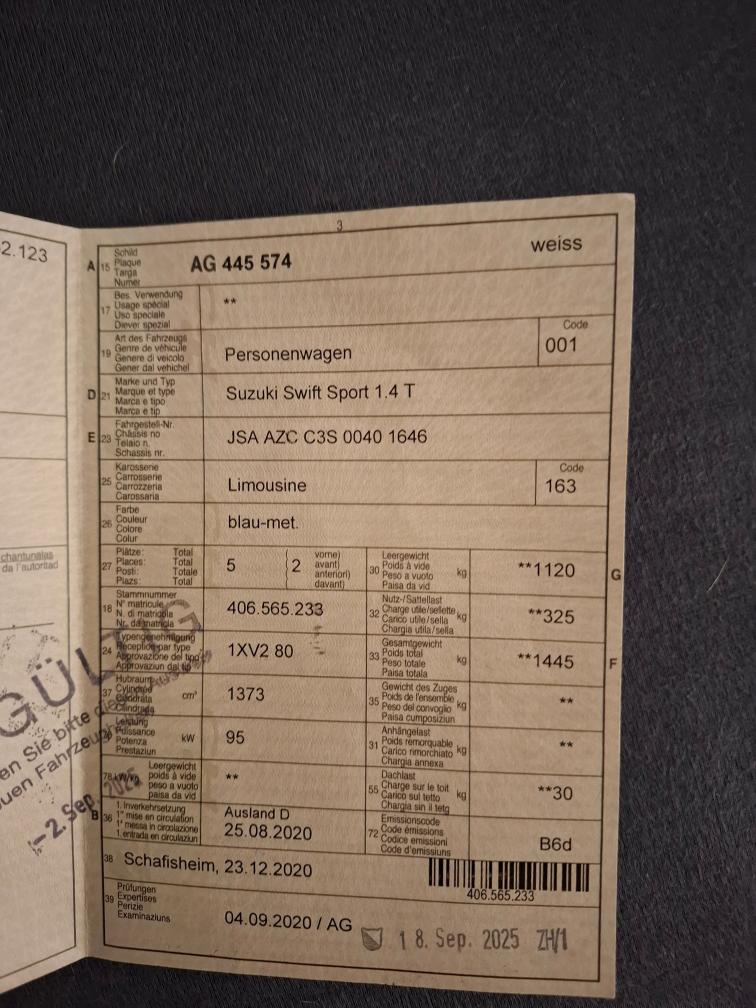 2.123
chantunalas
da l'autoritad
3
A 15 Schild
Plaque
Targa
Numer
AG 445 574
weiss
17 Bes. Verwendung
Usage spécial
Uso speciale
Diever spezial
**
19 Art des Fahrzeugs
Genre de véhicule
Genere di veicolo
Gener dal vehichel
Personenwagen
Code
001
D 21 Marke und Typ
Marque et type
Marca e tipo
Marca e tip
Suzuki Swift Sport 1.4 T
E 23 Fahrgestell-Nr.
Châssis no
Telaio n.
Schassis nr.
JSA AZC C3S 0040 1646
25 Karosserie
Carrosserie
Carrozzeria
Carossaria
Limousine
Code
163
26 Farbe
Couleur
Colore
Colur
blau-met.
27 Plätze: Total
Places: Total
Posti: Totale
Plazs: Total
5
2
vorne)
avant)
anteriori)
davant)
30 Leergewicht
Poids à vide
Peso a vuoto
Paisa da vid
kg
**1120
G
18 Stammnummer
N° matricule
N. di matricola
Nr. da matricla
406.565.233
32 Nutz-/Sattellast
Charge utile/sellette
Carico utile/sella
Chargia utila/sella
kg
**325
24 Typengenehmigung
Réception par type
Approvazione del tipo
Approvaziun dal tip
1XV2 80
33 Gesamtgewicht
Poids total
Peso totale
Paisa totala
kg
**1445
F
37 Hubraum
Cylindrée
Cilindrata
Cilindrada
cm³
1373
35 Gewicht des Zuges
Poids de l'ensemble
Peso del convoglio
Paisa cumposiziun
kg
**
Leistung
Puissance
Potenza
Prestaziun
kW
95
31 Anhängelast
Poids remorquable
Carico rimorchiato
Chargia annexa
kg
**
Leergewicht
poids à vide
peso a vuoto
paisa da vid
**
55 Dachlast
Charge sur le toit
Carico sul tetto
Chargia sin il tetg
kg
**30
B 36 1. Inverkehrsetzung
1re mise en circulation
1a messa in circolazione
1. entrada en circulaziun
Ausland D
25.08.2020
72 Emissionscode
Code émissions
Codice emissioni
Code d'emissiuns
B6d
38 Schafisheim, 23.12.2020
406.565.233
39 Prüfungen
Expertises
Perizie
Examinaziuns
04.09.2020 / AG
18. Sep. 2025 ZH/1
GÜLTIG
en Sie bitte
uen Fahrzeug
-2. Sep. 2025